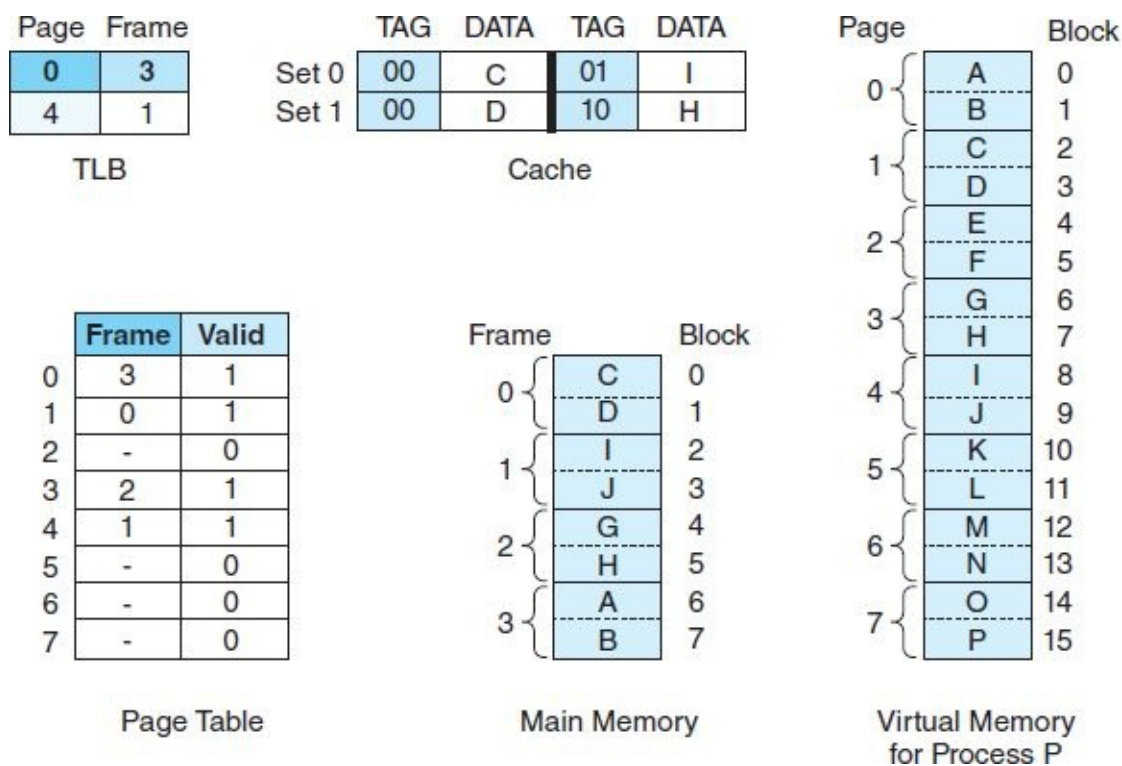 Page Frame
0 3
4 1
TLB
TAG DATA TAG DATA
Set 0 00 C 01 I
Set 1 00 D 10 H
Cache
Frame Valid
0 3 1
1 0 1
2 - 0
3 2 1
4 1 1
5 - 0
6 - 0
7 - 0
Page Table
Frame Block
0
C 0
D 1
1
I 2
J 3
2
G 4
H 5
3
A 6
B 7
Main Memory
Page Block
0
A 0
B 1
1
C 2
D 3
2
E 4
F 5
3
G 6
H 7
4
I 8
J 9
5
K 10
L 11
6
M 12
N 13
7
O 14
P 15
Virtual Memory
for Process P